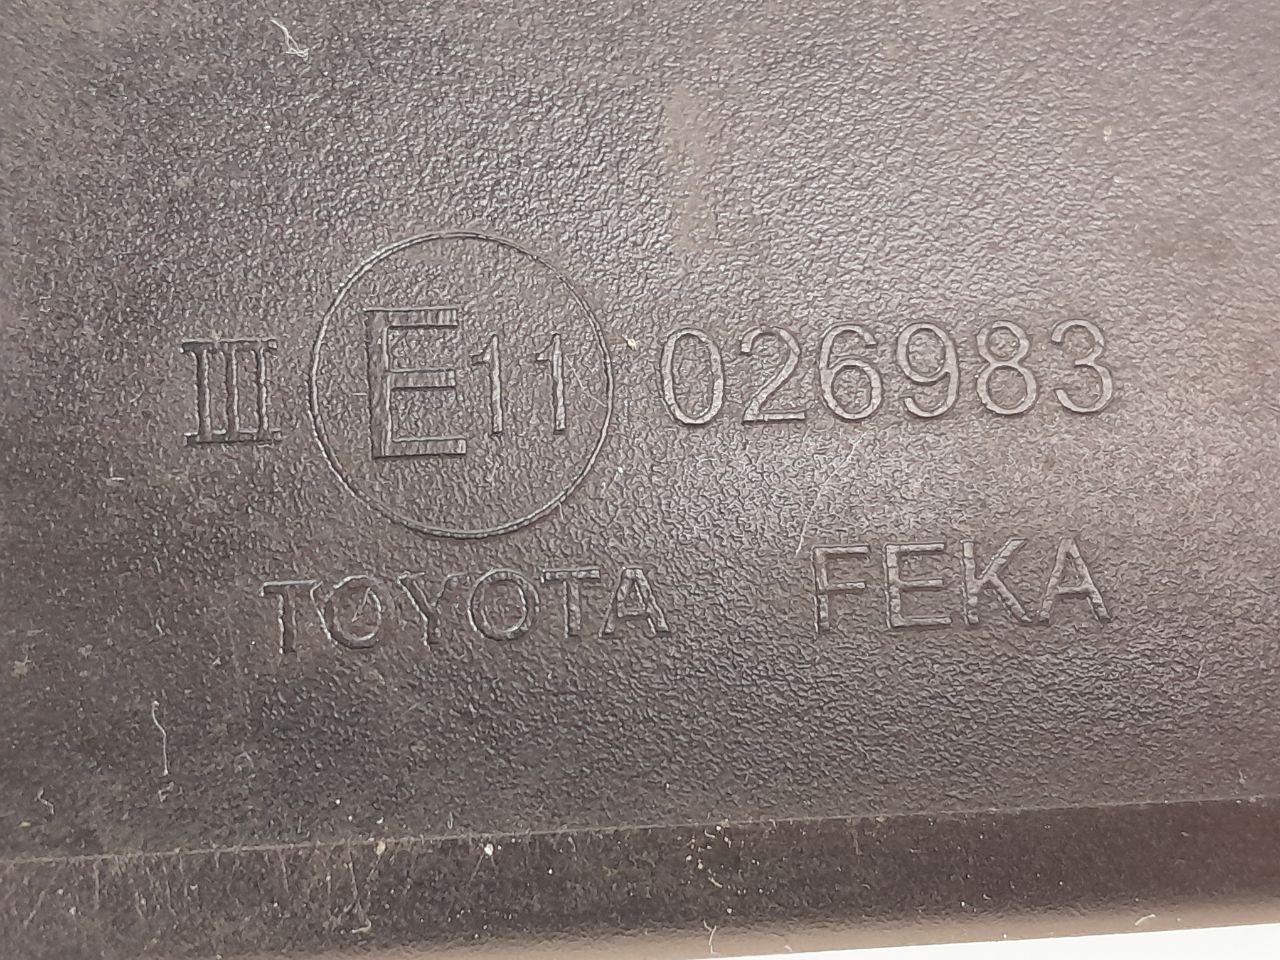 III E11 026983
TOYOTA FEKA